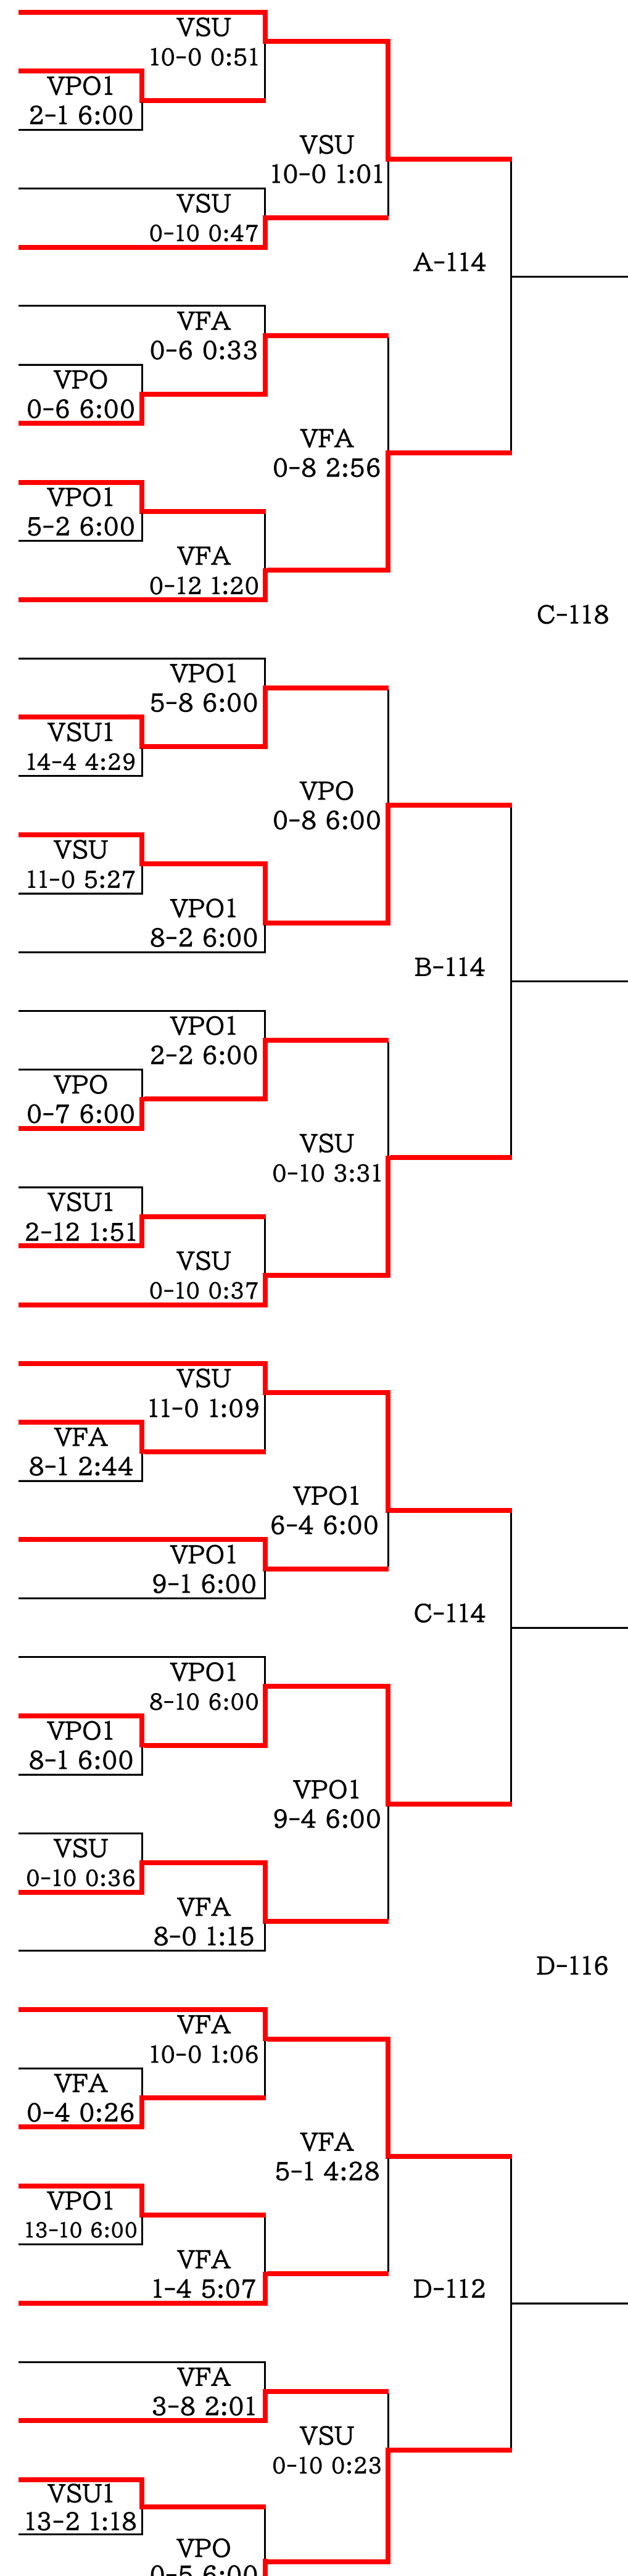 VSU
10-0 0:51
VPO1
2-1 6:00
VSU
10-0 1:01
VSU
0-10 0:47
A-114
VFA
0-6 0:33
VPO
0-6 6:00
VFA
0-8 2:56
VPO1
5-2 6:00
VFA
0-12 1:20
C-118
VPO1
5-8 6:00
VSU1
14-4 4:29
VPO
0-8 6:00
VSU
11-0 5:27
VPO1
8-2 6:00
B-114
VPO1
2-2 6:00
VPO
0-7 6:00
VSU
0-10 3:31
VSU1
2-12 1:51
VSU
0-10 0:37
VSU
11-0 1:09
VFA
8-1 2:44
VPO1
6-4 6:00
VPO1
9-1 6:00
C-114
VPO1
8-10 6:00
VPO1
8-1 6:00
VPO1
9-4 6:00
VSU
0-10 0:36
VFA
8-0 1:15
D-116
VFA
10-0 1:06
VFA
0-4 0:26
VFA
5-1 4:28
VPO1
13-10 6:00
VFA
1-4 5:07
D-112
VFA
3-8 2:01
VSU
0-10 0:23
VSU1
13-2 1:18
VPO
0-5 6:00